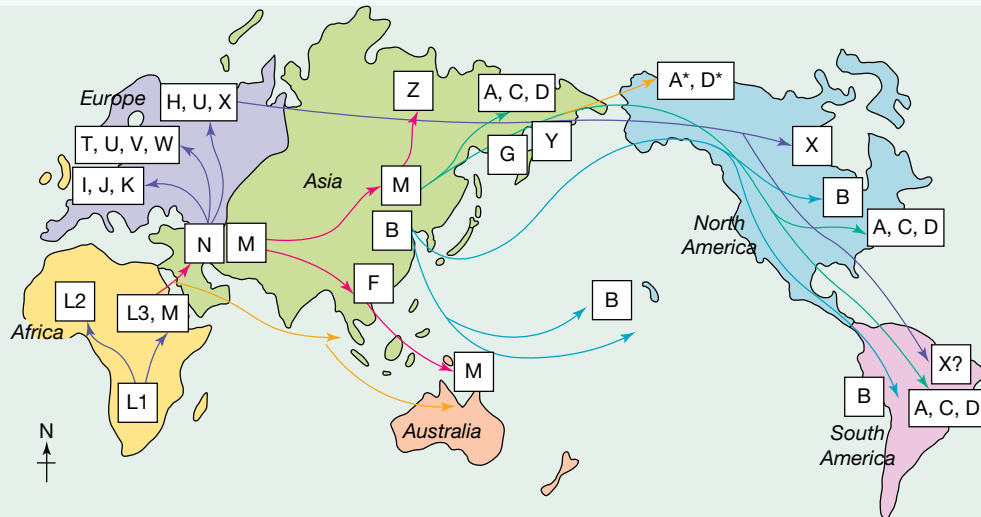 Europe
H, U, X
T, U, V, W
I, J, K
Z
A, C, D
A*, D*
G
Y
X
Asia
M
B
N
M
B
North
America
A, C, D
F
B
L2
L3, M
Africa
L1
M
Australia
X?
B
A, C, D
South
America
N